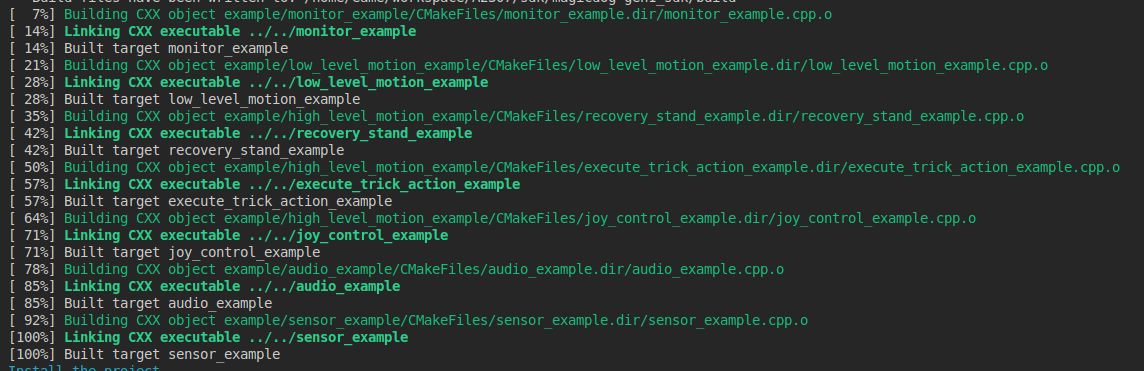 [  7%] Building CXX object example/monitor_example/CMakeFiles/monitor_example.dir/monitor_example.cpp.o
[ 14%] Linking CXX executable ../../monitor_example
[ 14%] Built target monitor_example
[ 21%] Building CXX object example/low_level_motion_example/CMakeFiles/low_level_motion_example.dir/low_level_motion_example.cpp.o
[ 28%] Linking CXX executable ../../low_level_motion_example
[ 28%] Built target low_level_motion_example
[ 35%] Building CXX object example/high_level_motion_example/CMakeFiles/recovery_stand_example.dir/recovery_stand_example.cpp.o
[ 42%] Linking CXX executable ../../recovery_stand_example
[ 42%] Built target recovery_stand_example
[ 50%] Building CXX object example/high_level_motion_example/CMakeFiles/execute_trick_action_example.dir/execute_trick_action_example.cpp.o
[ 57%] Linking CXX executable ../../execute_trick_action_example
[ 57%] Built target execute_trick_action_example
[ 64%] Building CXX object example/high_level_motion_example/CMakeFiles/joy_control_example.dir/joy_control_example.cpp.o
[ 71%] Linking CXX executable ../../joy_control_example
[ 71%] Built target joy_control_example
[ 78%] Building CXX object example/audio_example/CMakeFiles/audio_example.dir/audio_example.cpp.o
[ 85%] Linking CXX executable ../../audio_example
[ 85%] Built target audio_example
[ 92%] Building CXX object example/sensor_example/CMakeFiles/sensor_example.dir/sensor_example.cpp.o
[100%] Linking CXX executable ../../sensor_example
[100%] Built target sensor_example
Install the project